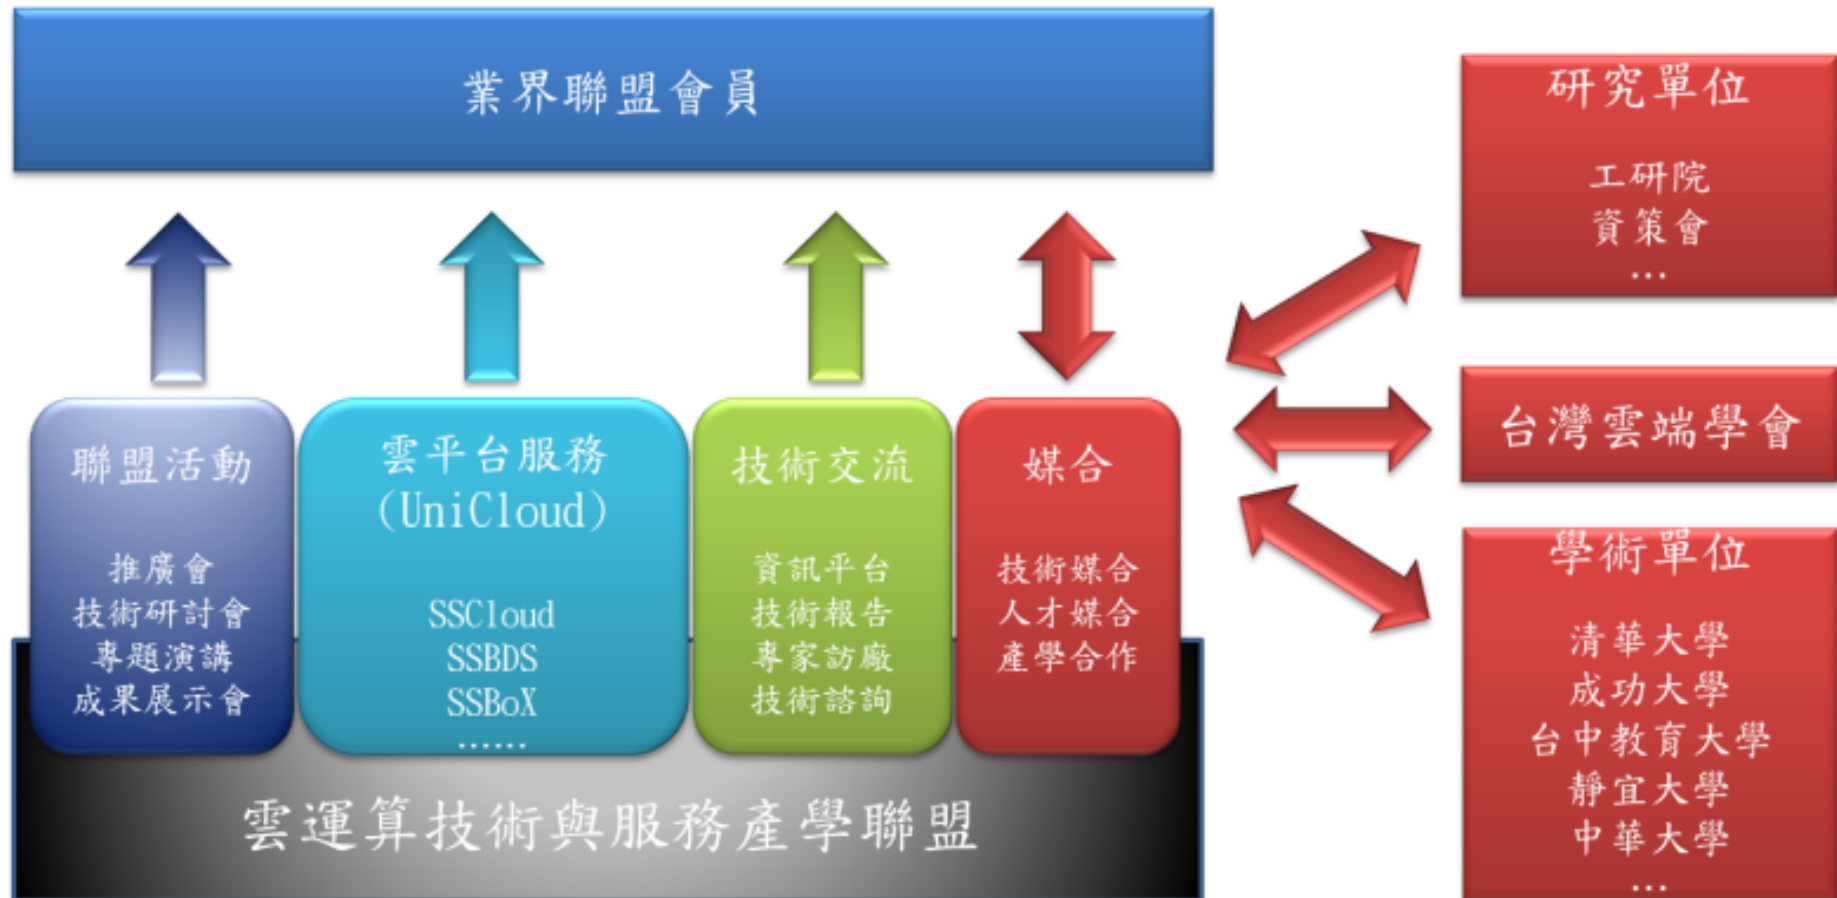 業界聯盟會員
聯盟活動
推廣會
技術研討會
專題演講
成果展示會
雲平台服務
(UniCloud)
SSCloud
SSBDS
SSBoX
......
技術交流
資訊平台
技術報告
專家訪廠
技術諮詢
媒合
技術媒合
人才媒合
產學合作
雲運算技術與服務產學聯盟
研究單位
工研院
資策會
...
台灣雲端學會
學術單位
清華大學
成功大學
台中教育大學
靜宜大學
中華大學
...